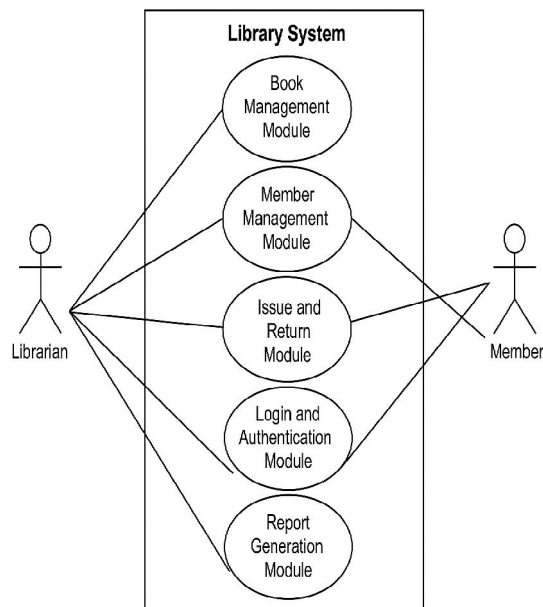 Library System
Book
Management
Module
Member
Management
Module
Issue and
Return
Module
Login and
Authentication
Module
Report
Generation
Module
Librarian
Member